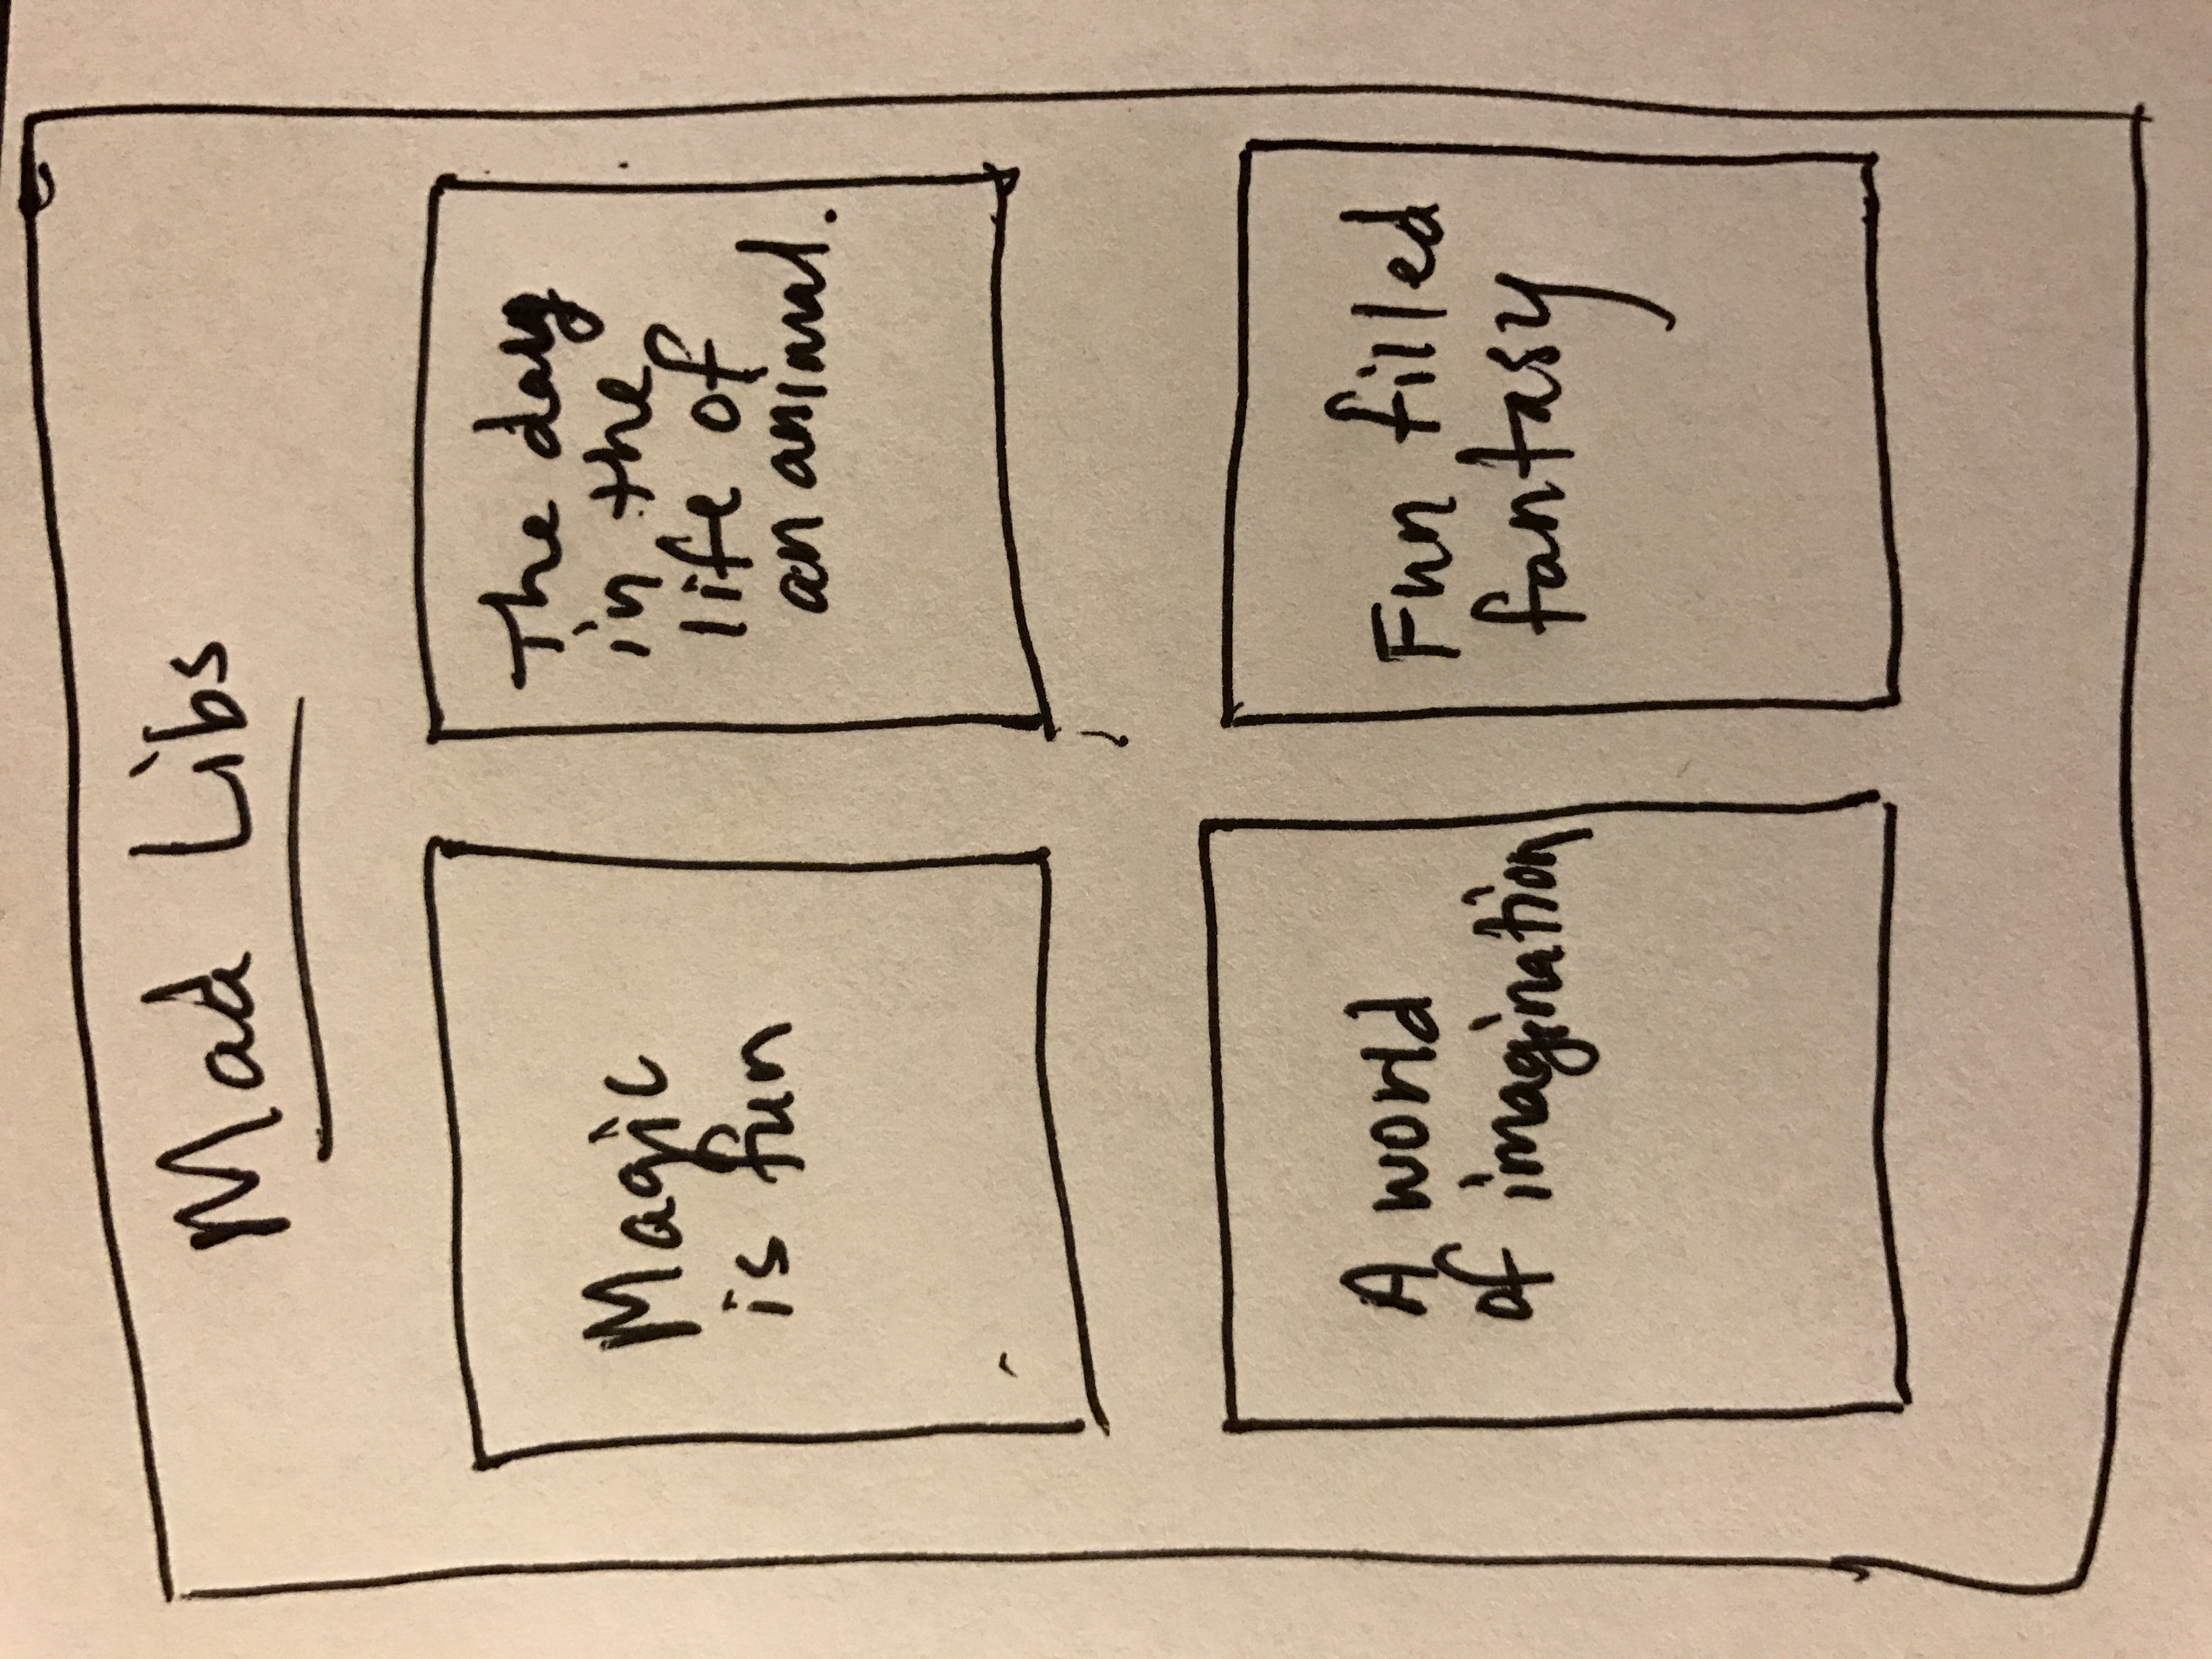 Mad Libs
Magic
is fun
The day
in the
life of
an animal.
A world
of imagination
Fun filled
fantasy